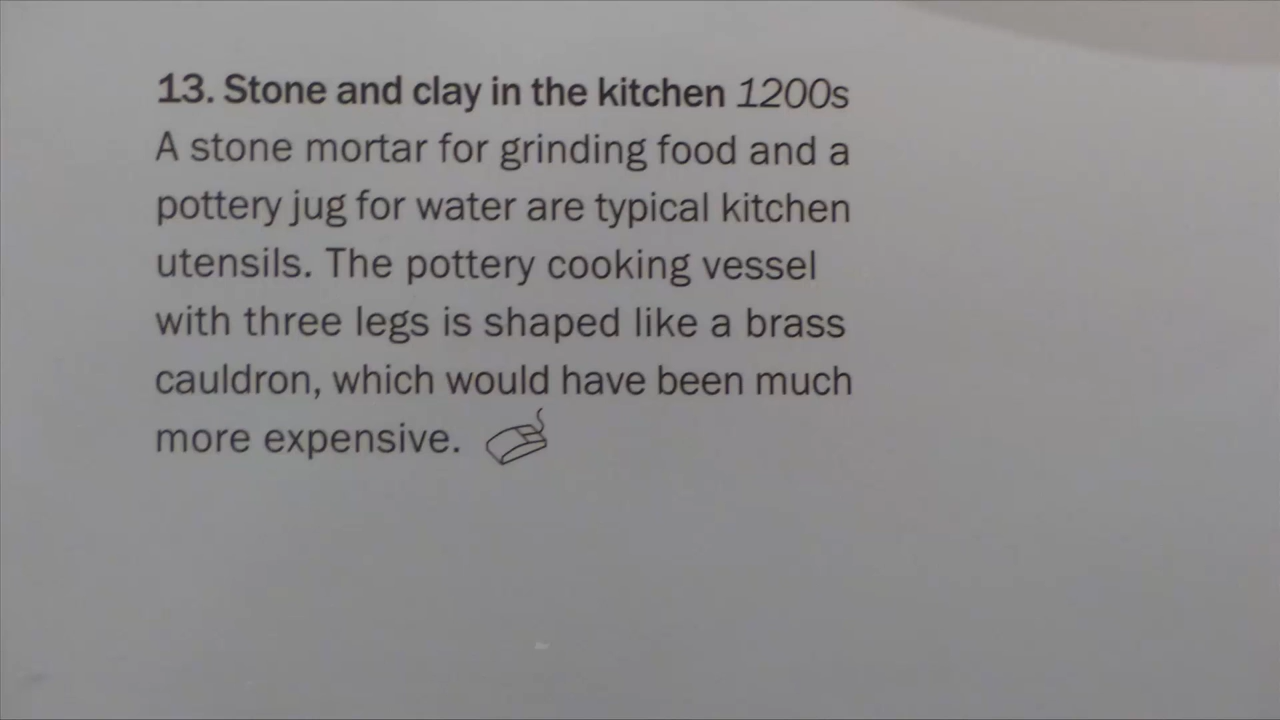 13. Stone and clay in the kitchen 1200s
A stone mortar for grinding food and a
pottery jug for water are typical kitchen
utensils. The pottery cooking vessel
with three legs is shaped like a brass
cauldron, which would have been much
more expensive.